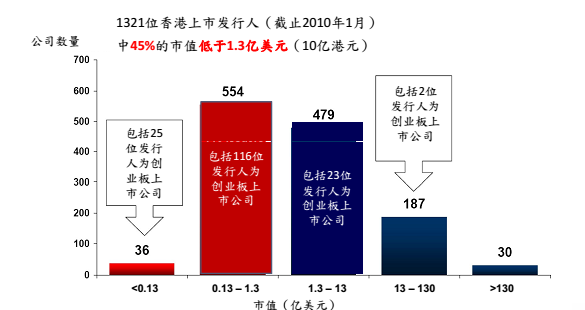 1321位香港上市发行人（截止2010年1月）
中45%的市值低于1.3亿美元（10亿港元）
公司数量
700
600
500
400
300
200
100
0
包括25
位发行
人为创
业板上
市公司
36
554
包括116位
发行人为
创业板上
市公司
479
包括23位
发行人为
创业板上
市公司
包括2位
发行人为
创业板上
市公司
187
30
<0.13
0.13 – 1.3
1.3 – 13
13 – 130
>130
市值（亿美元）